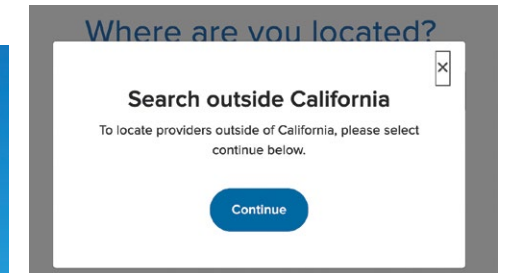 Where are you located?
×
Search outside California
To locate providers outside of California, please select
continue below.
Continue